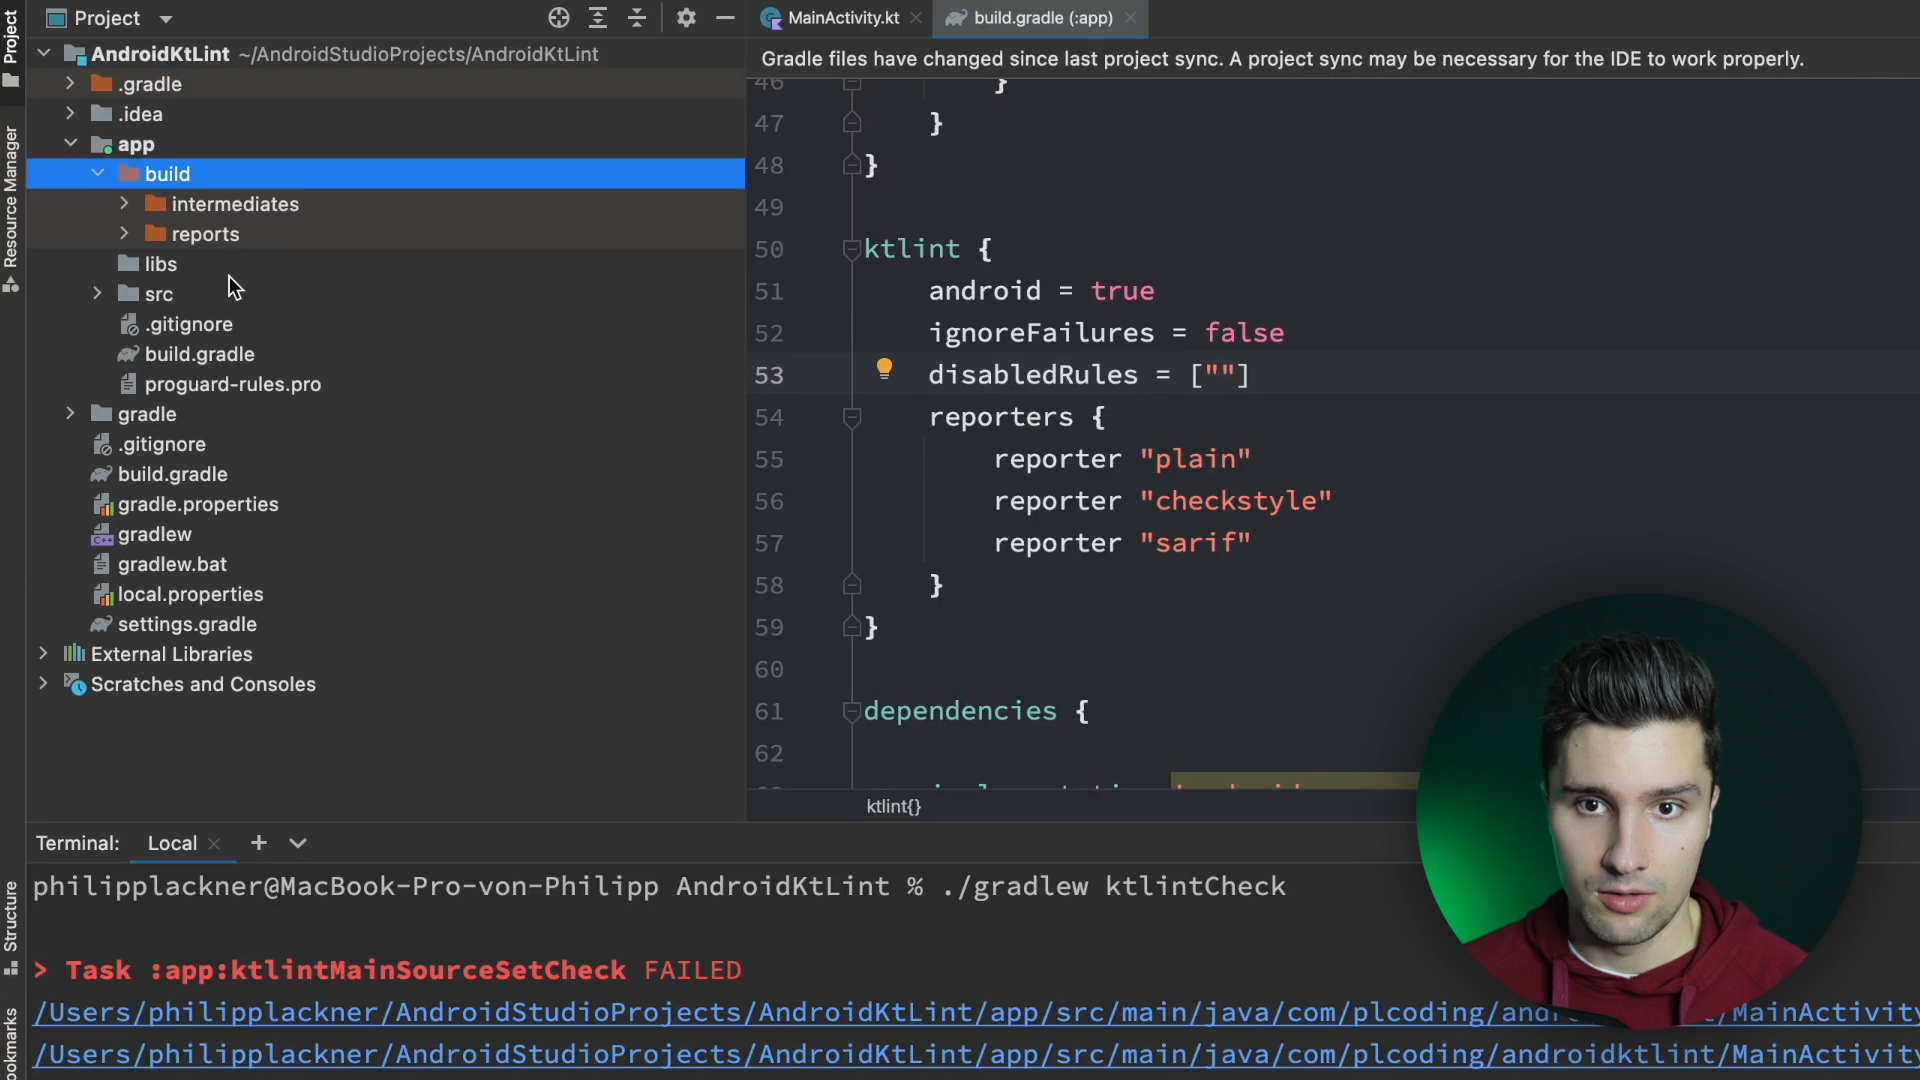 Project
Project
Resource Manager
Structure
AndroidKtLint ~/AndroidStudioProjects/AndroidKtLint
.gradle
.idea
app
build
intermediates
reports
libs
src
.gitignore
build.gradle
proguard-rules.pro
gradle
.gitignore
build.gradle
gradle.properties
gradlew
gradlew.bat
local.properties
settings.gradle
External Libraries
Scratches and Consoles
MainActivity.kt
build.gradle (:app)
Gradle files have changed since last project sync. A project sync may be necessary for the IDE to work properly.
46 }
47 }
48 }
49
50 ktlint {
51 android = true
52 ignoreFailures = false
53 disabledRules = [""]
54 reporters {
55 reporter "plain"
56 reporter "checkstyle"
57 reporter "sarif"
58 }
59 }
60
61 dependencies {
62
ktlint{}
Terminal: Local
philipplackner@MacBook-Pro-von-Philipp AndroidKtLint % ./gradlew ktlintCheck
> Task :app:ktlintMainSourceSetCheck FAILED
/Users/philipplackner/AndroidStudioProjects/AndroidKtLint/app/src/main/java/com/plcoding/
/MainActivity
/Users/philipplackner/AndroidStudioProjects/AndroidKtLint/app/src/main/java/com/plcoding/androidktlint/MainActivity